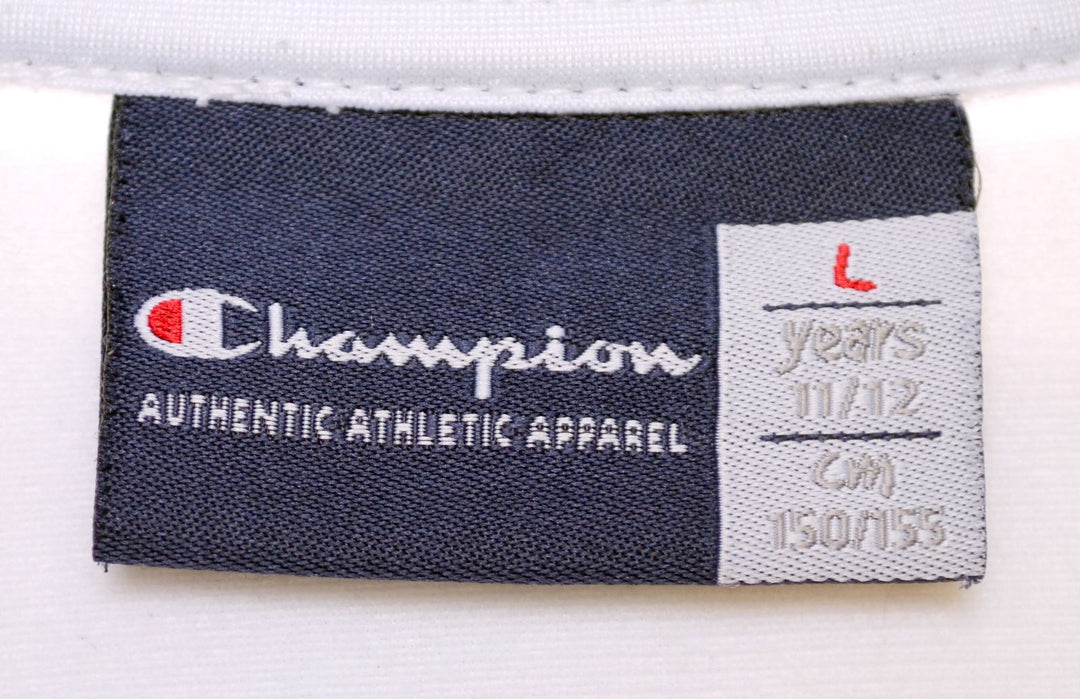 Champion
AUTHENTIC ATHLETIC APPAREL
L
years
11/12
cm
150/155